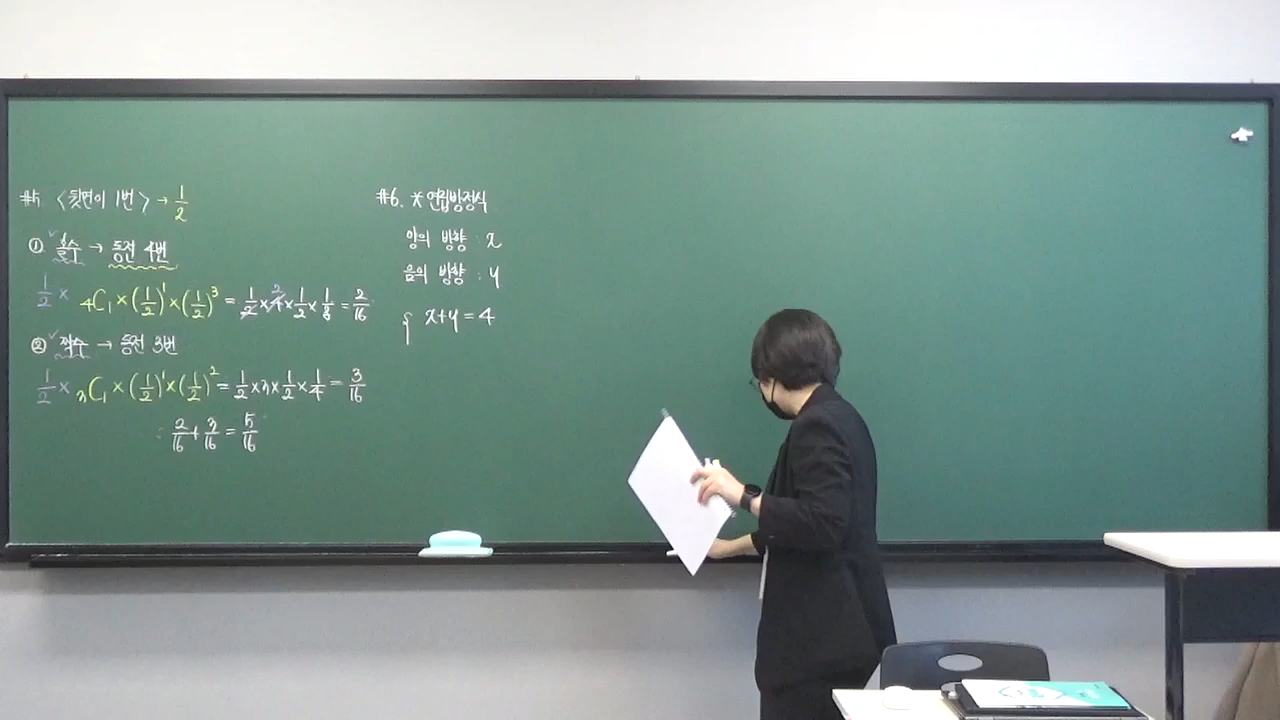 #5. <뒷면이 1번> → 1/2
① 홀수 → 동전 4번
1/2 × ₄C₁ × (1/2)¹ × (1/2)³ = 1/2 × 4 2 × 1/2 × 1/8 = 2/16
② 짝수 → 동전 3번
1/2 × ₃C₁ × (1/2)¹ × (1/2)² = 1/2 × 3 × 1/2 × 1/4 = 3/16
∴ 2/16 + 3/16 = 5/16
#6. * 연립방정식
양의 방향 : x
음의 방향 : y
{ x+y=4